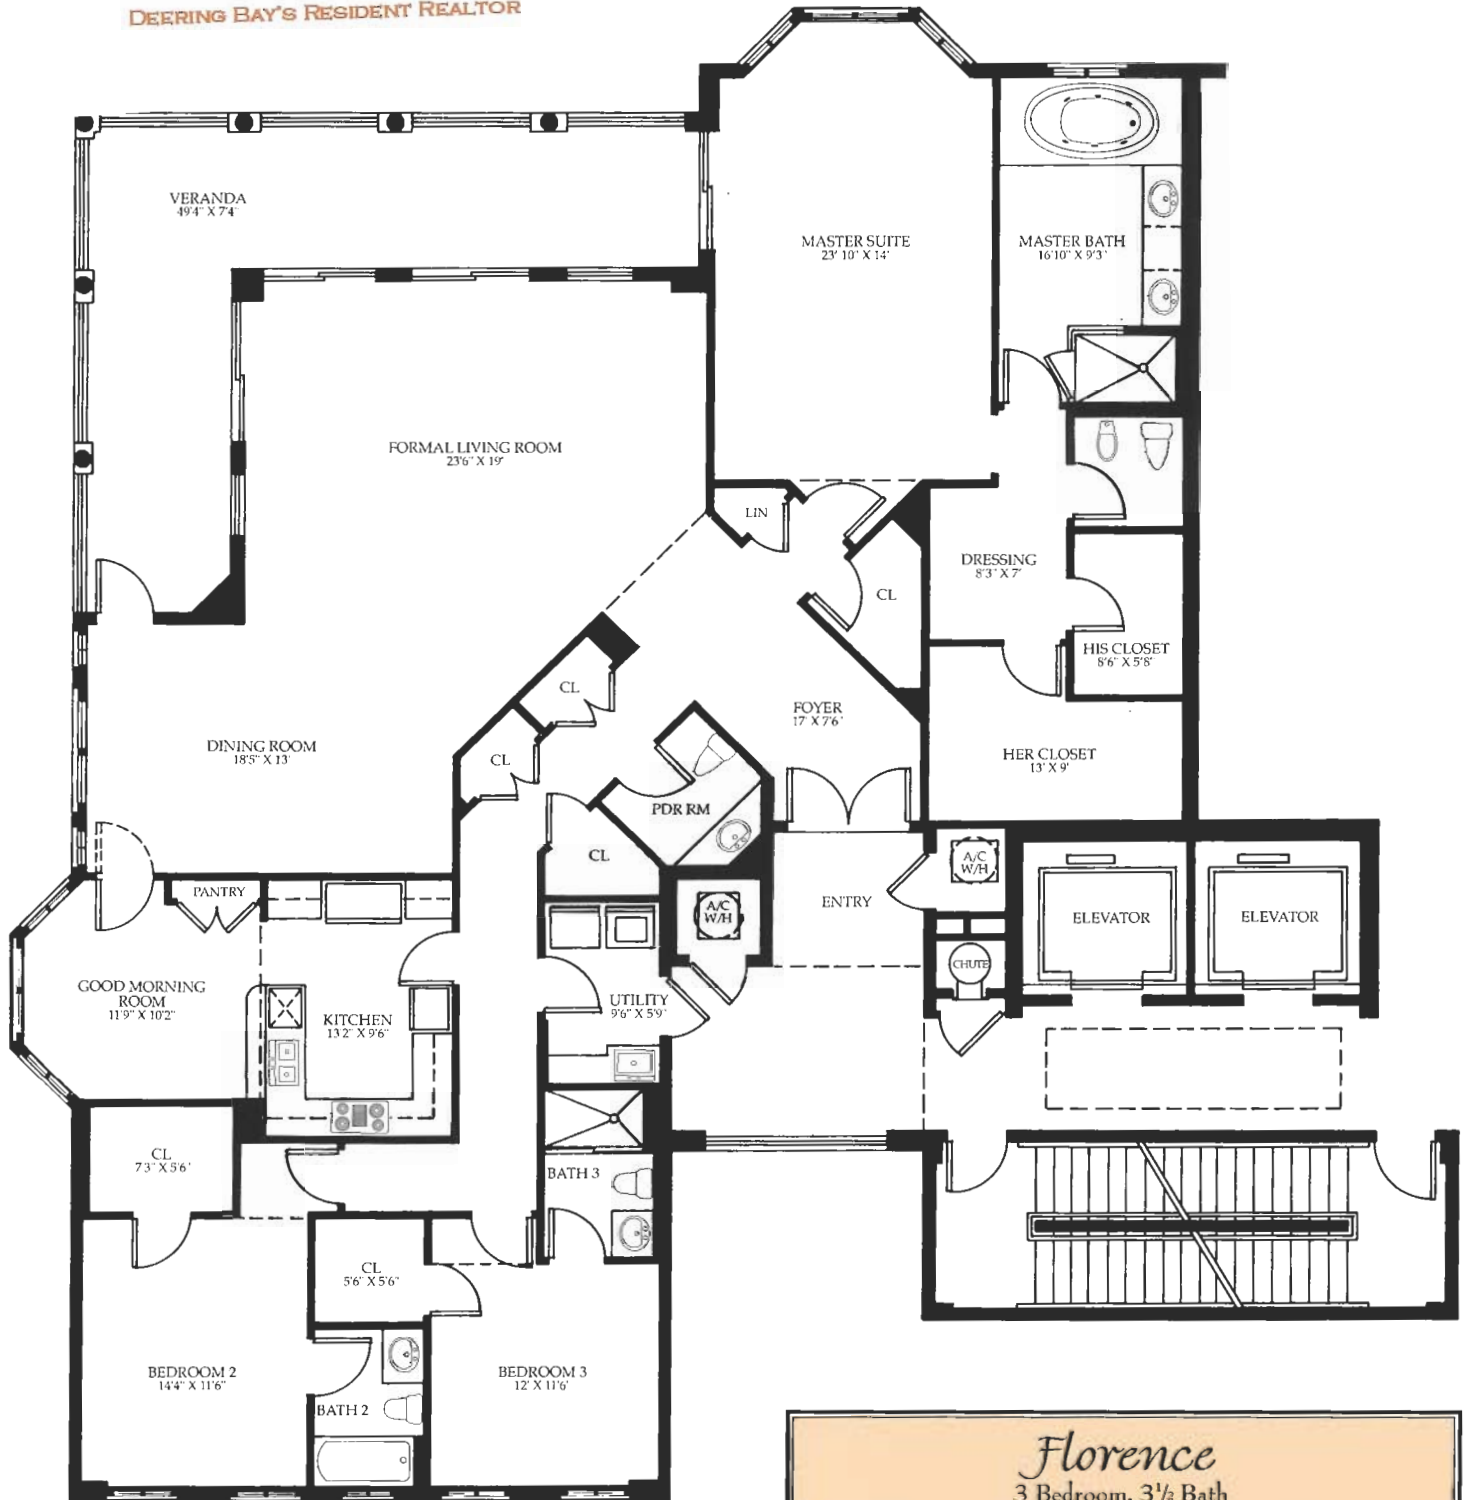 DEERING BAY'S RESIDENT REALTOR
VERANDA
49'4" X 7'4"
MASTER SUITE
23' 10" X 14'
MASTER BATH
16'10" X 9'3"
FORMAL LIVING ROOM
23'6" X 19'
LIN
CL
DRESSING
8'3" X 7'
HIS CLOSET
8'6" X 5'8"
CL
FOYER
17' X 7'6"
DINING ROOM
18'5" X 13'
CL
HER CLOSET
13' X 9'
PDR RM
CL
A/C
W/H
PANTRY
A/C
W/H
ENTRY
ELEVATOR
ELEVATOR
CHUTE
GOOD MORNING
ROOM
11'9" X 10'2"
KITCHEN
13'2" X 9'6"
UTILITY
9'6" X 5'9"
CL
7'3" X 5'6"
BATH 3
CL
5'6" X 5'6"
BEDROOM 2
14'4" X 11'6"
BEDROOM 3
12' X 11'6"
BATH 2
Florence
3 Bedroom, 3½ Bath